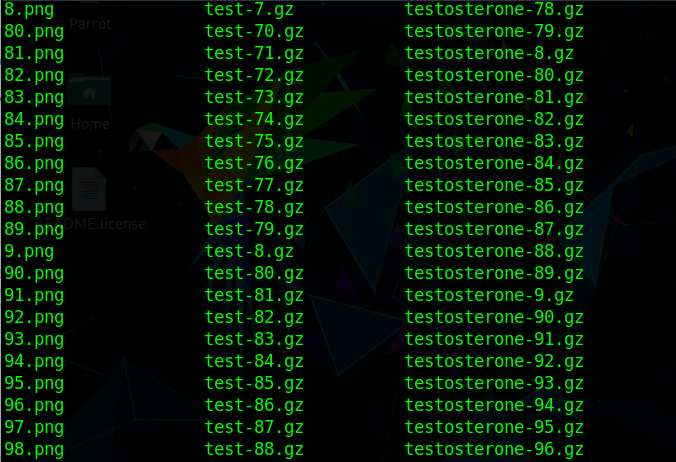 8.png test-7.gz testosterone-78.gz
Parrot
80.png test-70.gz testosterone-79.gz
81.png test-71.gz testosterone-8.gz
82.png test-72.gz testosterone-80.gz
83.png test-73.gz testosterone-81.gz
84.png test-74.gz testosterone-82.gz
Home
85.png test-75.gz testosterone-83.gz
86.png test-76.gz testosterone-84.gz
87.png test-77.gz testosterone-85.gz
88.png test-78.gz testosterone-86.gz
README.license
89.png test-79.gz testosterone-87.gz
9.png test-8.gz testosterone-88.gz
90.png test-80.gz testosterone-89.gz
91.png test-81.gz testosterone-9.gz
92.png test-82.gz testosterone-90.gz
93.png test-83.gz testosterone-91.gz
94.png test-84.gz testosterone-92.gz
95.png test-85.gz testosterone-93.gz
96.png test-86.gz testosterone-94.gz
97.png test-87.gz testosterone-95.gz
98.png test-88.gz testosterone-96.gz